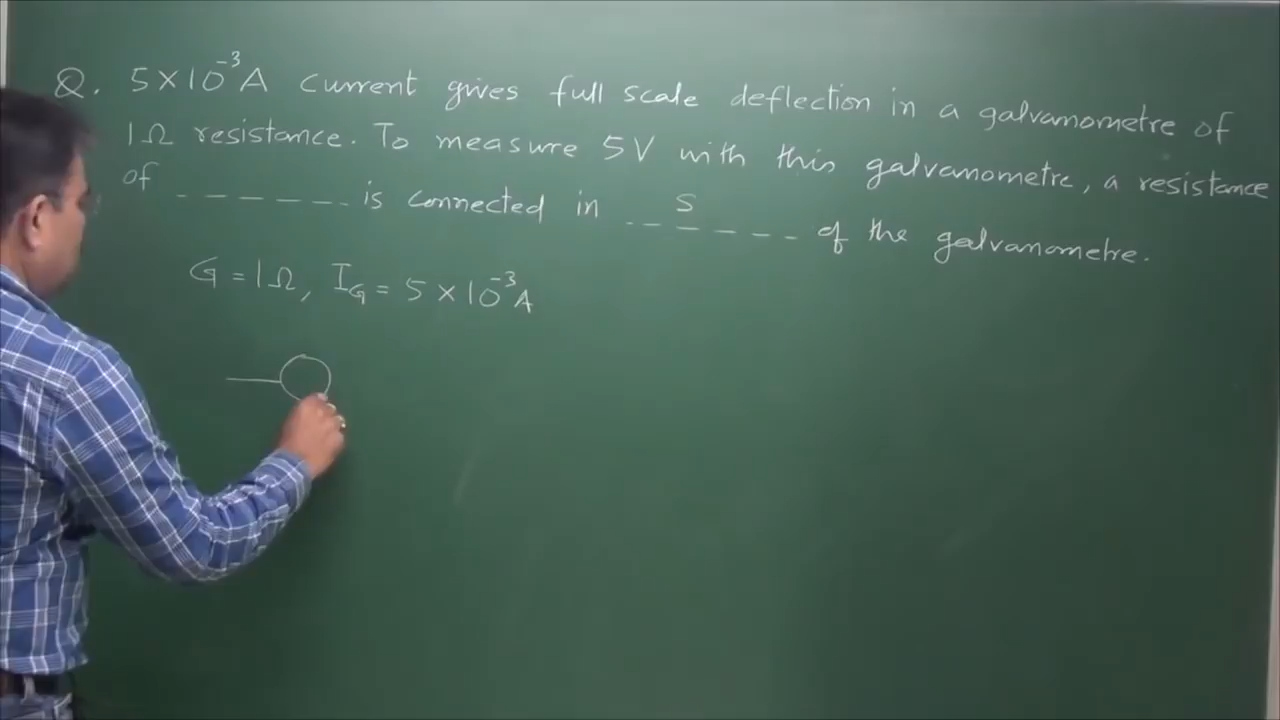 Q. 5×10⁻³A current gives full scale deflection in a galvanometre of
1Ω resistance. To measure 5V with this galvanometre, a resistance
of _ _ _ _ _ _ _ is connected in _ _ S _ _ _ _ of the galvanometre.
G = 1Ω, I_G = 5×10⁻³A